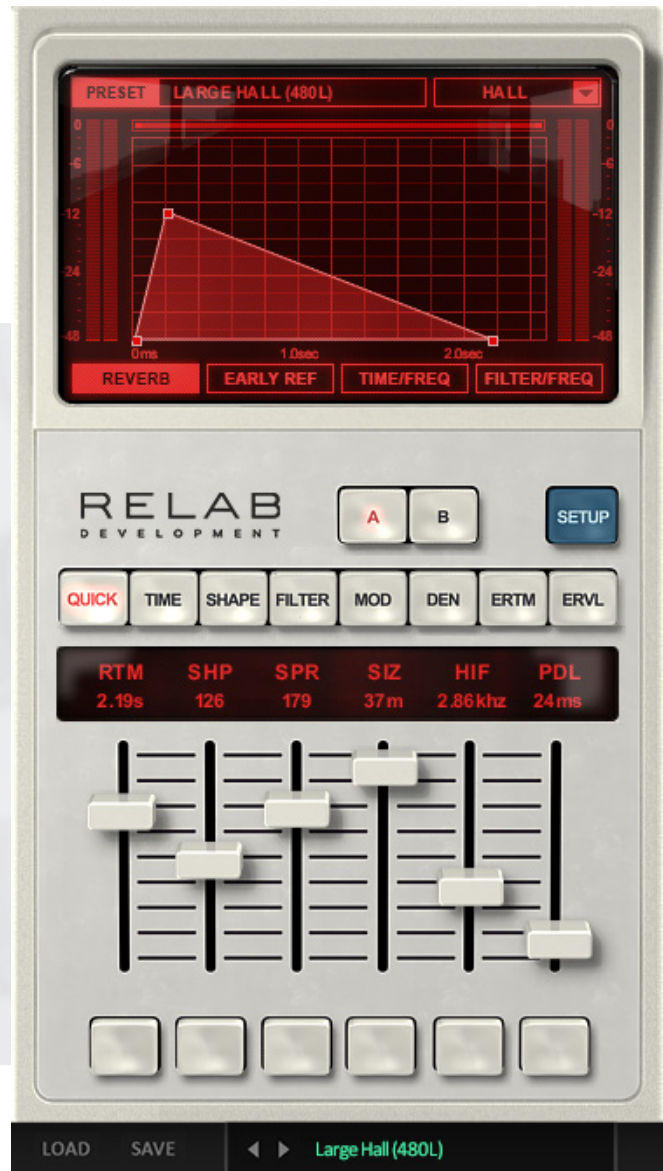 PRESET LARGE HALL (480L) HALL
0 0
-6 -6
-12 -12
-24 -24
-48 -48
0ms 1.0sec 2.0sec
REVERB EARLY REF TIME/FREQ FILTER/FREQ
RELAB A B SETUP
DEVELOPMENT
QUICK TIME SHAPE FILTER MOD DEN ERTM ERVL
RTM SHP SPR SIZ HIF PDL
2.19s 126 179 37m 2.86khz 24ms
LOAD SAVE Large Hall (480L)